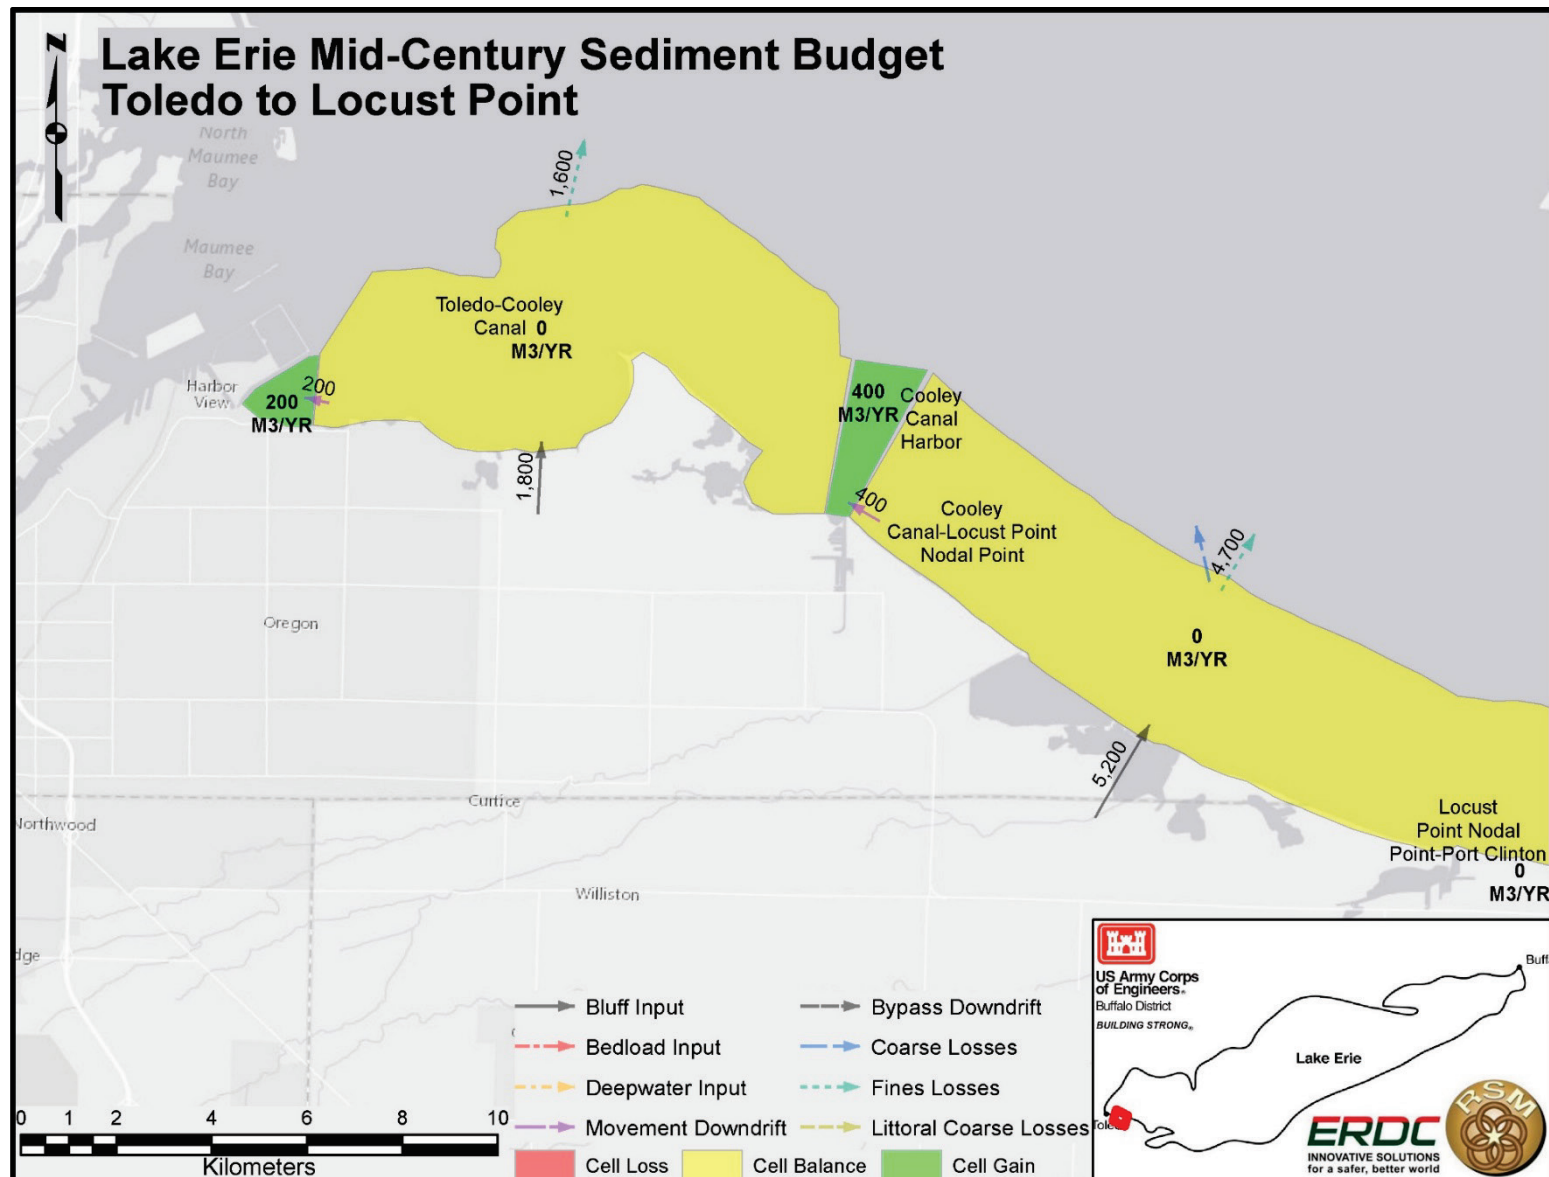 N
Lake Erie Mid-Century Sediment Budget
Toledo to Locust Point
North
Maumee
Bay
1,600
Maumee
Bay
Toledo-Cooley
Canal 0
M3/YR
Harbor
View
200
200
M3/YR
400
M3/YR
Cooley
Canal
Harbor
1,800
400
Cooley
Canal-Locust Point
Nodal Point
4,700
Oregon
0
M3/YR
5,200
Curtice
Northwood
Locust
Point Nodal
Point-Port Clinton
0
M3/YR
Williston
dge
Bluff Input
Bedload Input
Deepwater Input
Movement Downdrift
Bypass Downdrift
Coarse Losses
Fines Losses
Littoral Coarse Losses
Cell Loss
Cell Balance
Cell Gain
0 1 2 4 6 8 10
Kilometers
US Army Corps
of Engineers®
Buffalo District
BUILDING STRONG®
Buff
Lake Erie
Tole
ERDC
INNOVATIVE SOLUTIONS
for a safer, better world
RSM